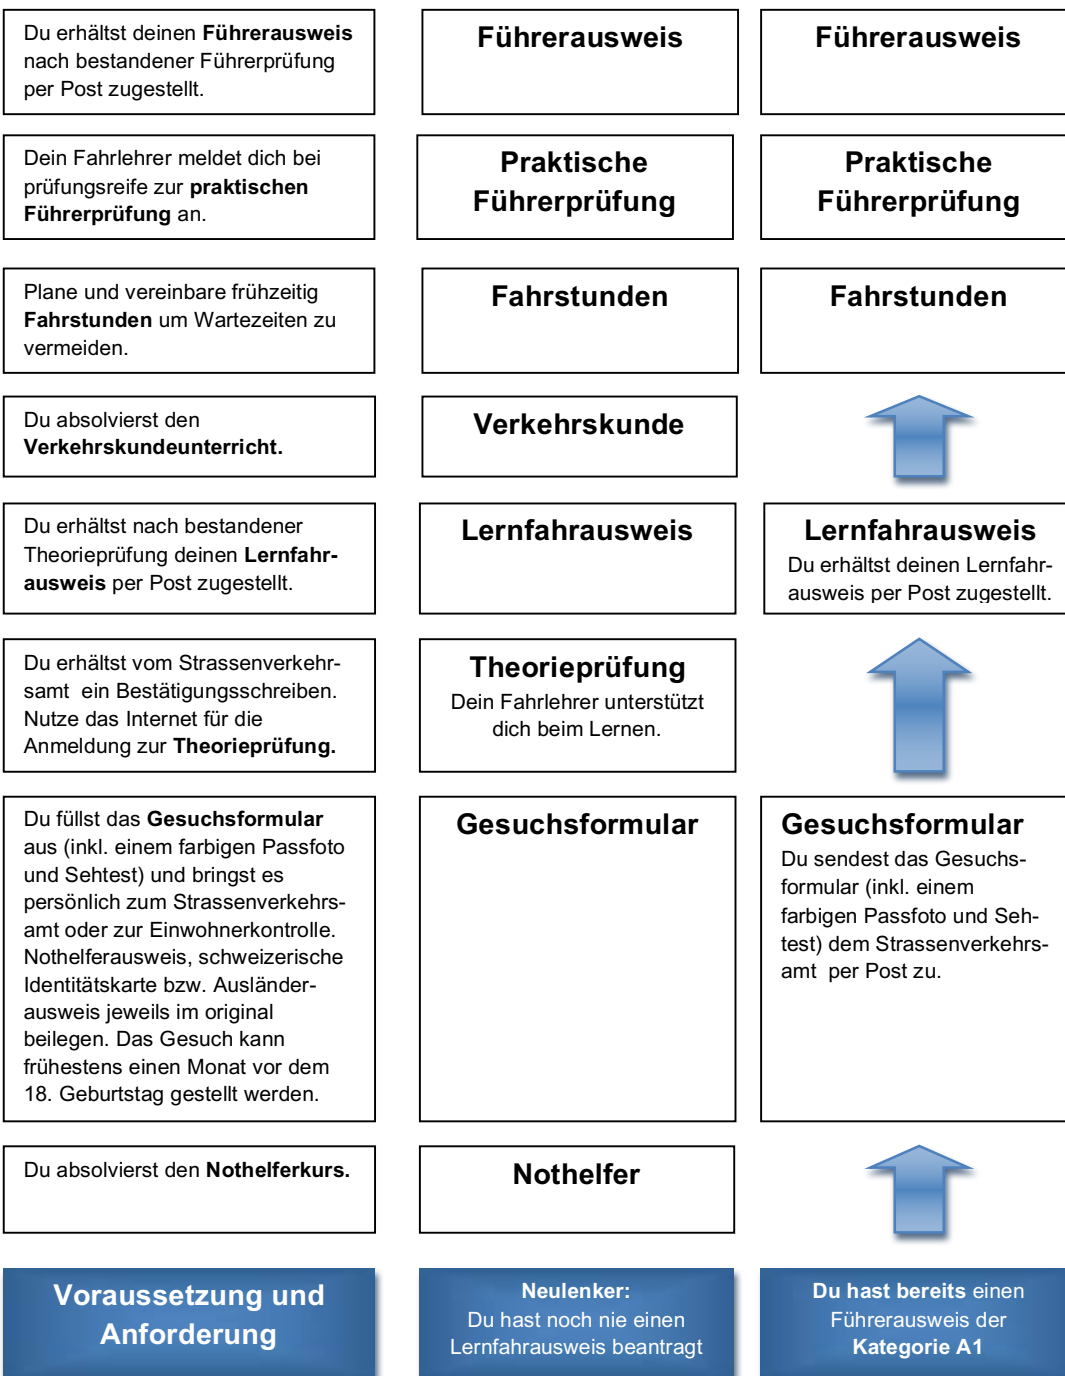 Du erhältst deinen Führerausweis
nach bestandener Führerprüfung
per Post zugestellt.
Führerausweis
Führerausweis
Dein Fahrlehrer meldet dich bei
prüfungsreife zur praktischen
Führerprüfung an.
Praktische
Führerprüfung
Praktische
Führerprüfung
Plane und vereinbare frühzeitig
Fahrstunden um Wartezeiten zu
vermeiden.
Fahrstunden
Fahrstunden
Du absolvierst den
Verkehrskundeunterricht.
Verkehrskunde
Du erhältst nach bestandener
Theorieprüfung deinen Lernfahr-
ausweis per Post zugestellt.
Lernfahrausweis
Lernfahrausweis
Du erhältst deinen Lernfahr-
ausweis per Post zugestellt.
Du erhältst vom Strassenverkehr-
samt  ein Bestätigungsschreiben.
Nutze das Internet für die
Anmeldung zur Theorieprüfung.
Theorieprüfung
Dein Fahrlehrer unterstützt
dich beim Lernen.
Du füllst das Gesuchsformular
aus (inkl. einem farbigen Passfoto
und Sehtest) und bringst es
persönlich zum Strassenverkehrs-
amt oder zur Einwohnerkontrolle.
Nothelferausweis, schweizerische
Identitätskarte bzw. Ausländer-
ausweis jeweils im original
beilegen. Das Gesuch kann
frühestens einen Monat vor dem
18. Geburtstag gestellt werden.
Gesuchsformular
Gesuchsformular
Du sendest das Gesuchs-
formular (inkl. einem
farbigen Passfoto und Seh-
test) dem Strassenverkehrs-
amt  per Post zu.
Du absolvierst den Nothelferkurs.
Nothelfer
Voraussetzung und
Anforderung
Neulenker:
Du hast noch nie einen
Lernfahrausweis beantragt
Du hast bereits einen
Führerausweis der
Kategorie A1